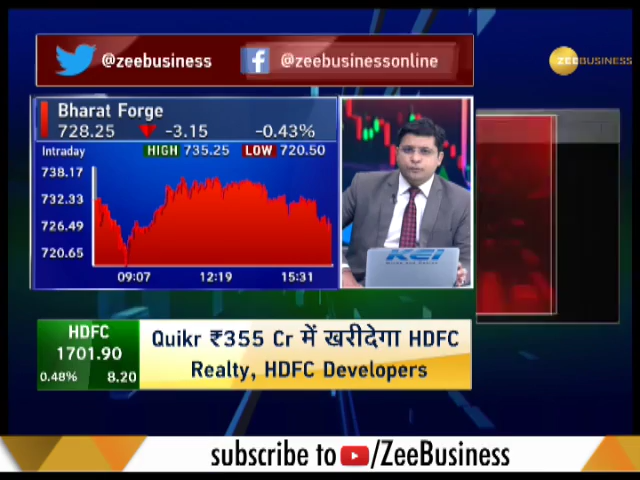 @zeebusiness
@zeebusinessonline
ZEEBUSINESS
Bharat Forge
728.25 -3.15 -0.43%
Intraday HIGH 735.25 LOW 720.50
738.17
732.33
726.49
720.65
09:07 12:19 15:31
KEI
HDFC
1701.90
0.48% 8.20
Quikr ₹355 Cr में खरीदेगा HDFC
Realty, HDFC Developers
subscribe to /ZeeBusiness